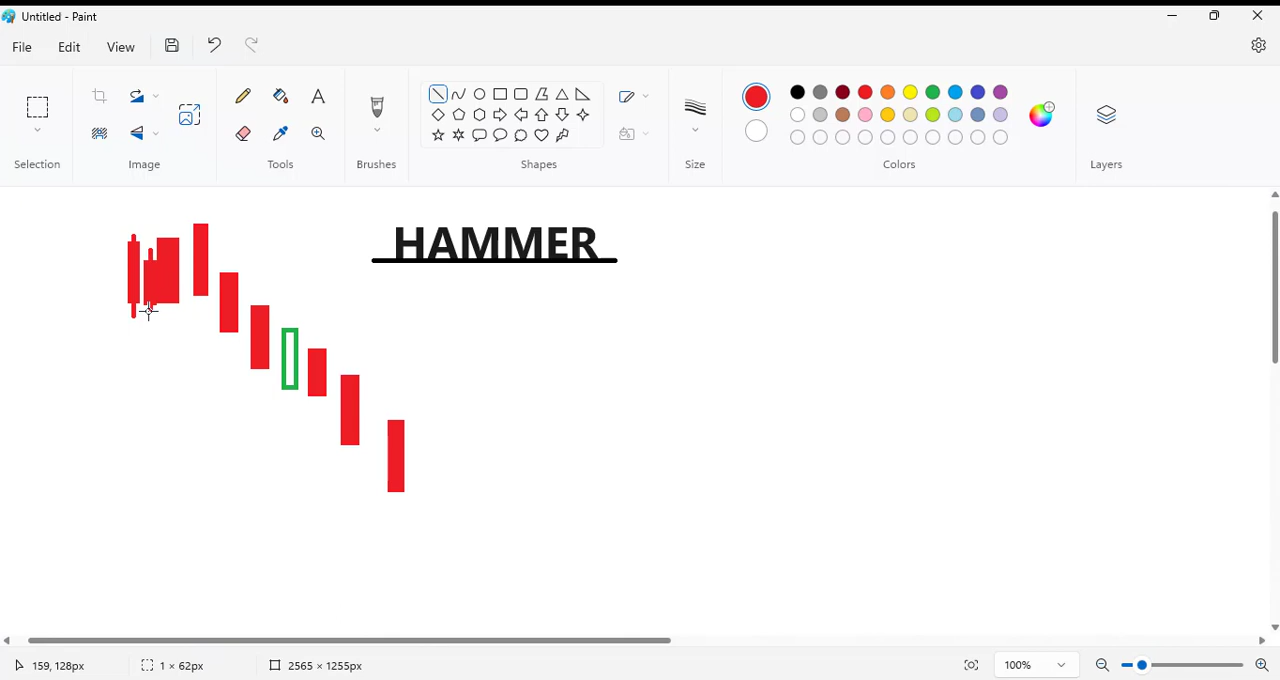 Untitled - Paint
File Edit View
Selection Image Tools Brushes Shapes Size Colors Layers
HAMMER
159, 128px 1 × 62px 2565 × 1255px 100%